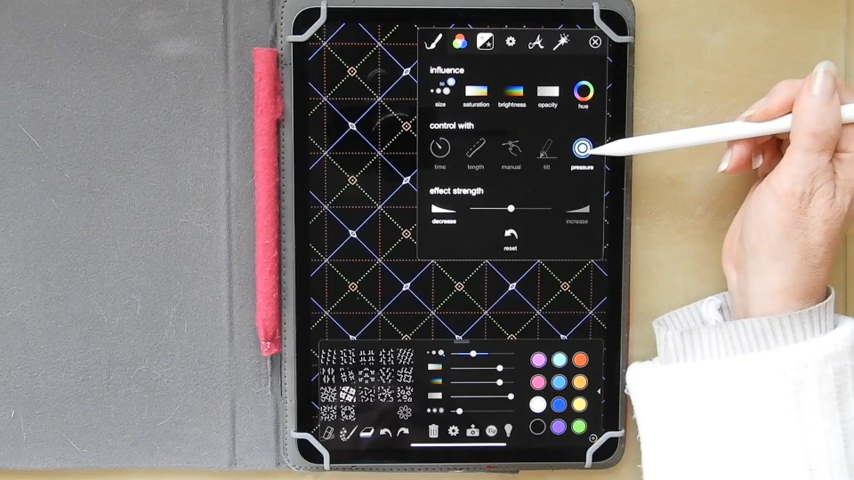 influence
size saturation brightness opacity hue
control with
time length manual tilt pressure
effect strength
decrease increase
reset